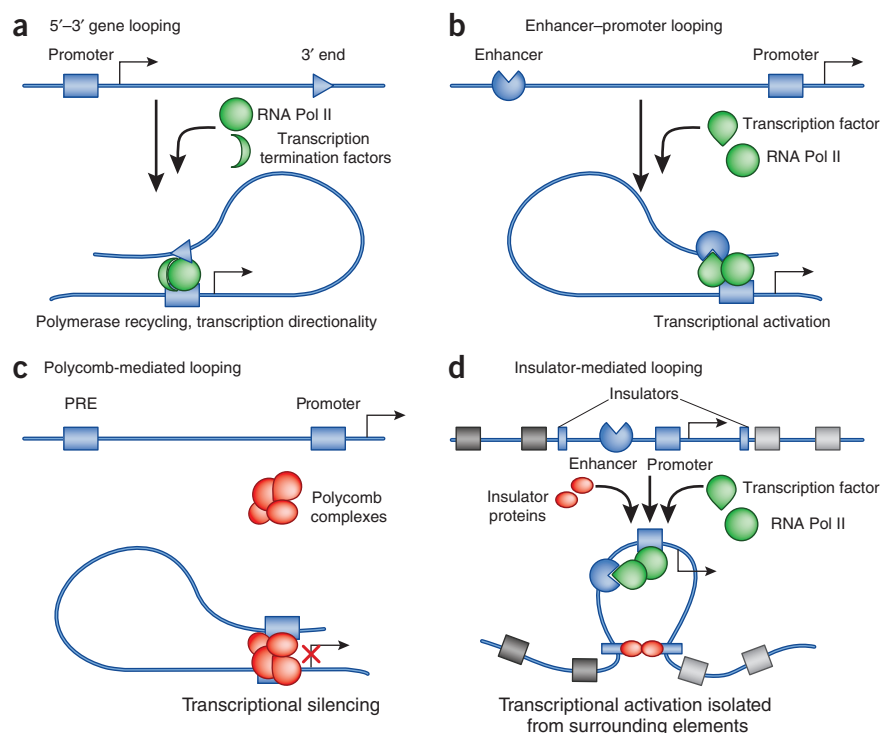 a 5′–3′ gene looping
Promoter 3′ end
RNA Pol II
Transcription
termination factors
Polymerase recycling, transcription directionality
b Enhancer–promoter looping
Enhancer Promoter
Transcription factor
RNA Pol II
Transcriptional activation
c Polycomb-mediated looping
PRE Promoter
Polycomb
complexes
Transcriptional silencing
d Insulator-mediated looping
Insulators
Enhancer Promoter
Insulator
proteins
Transcription factor
RNA Pol II
Transcriptional activation isolated
from surrounding elements